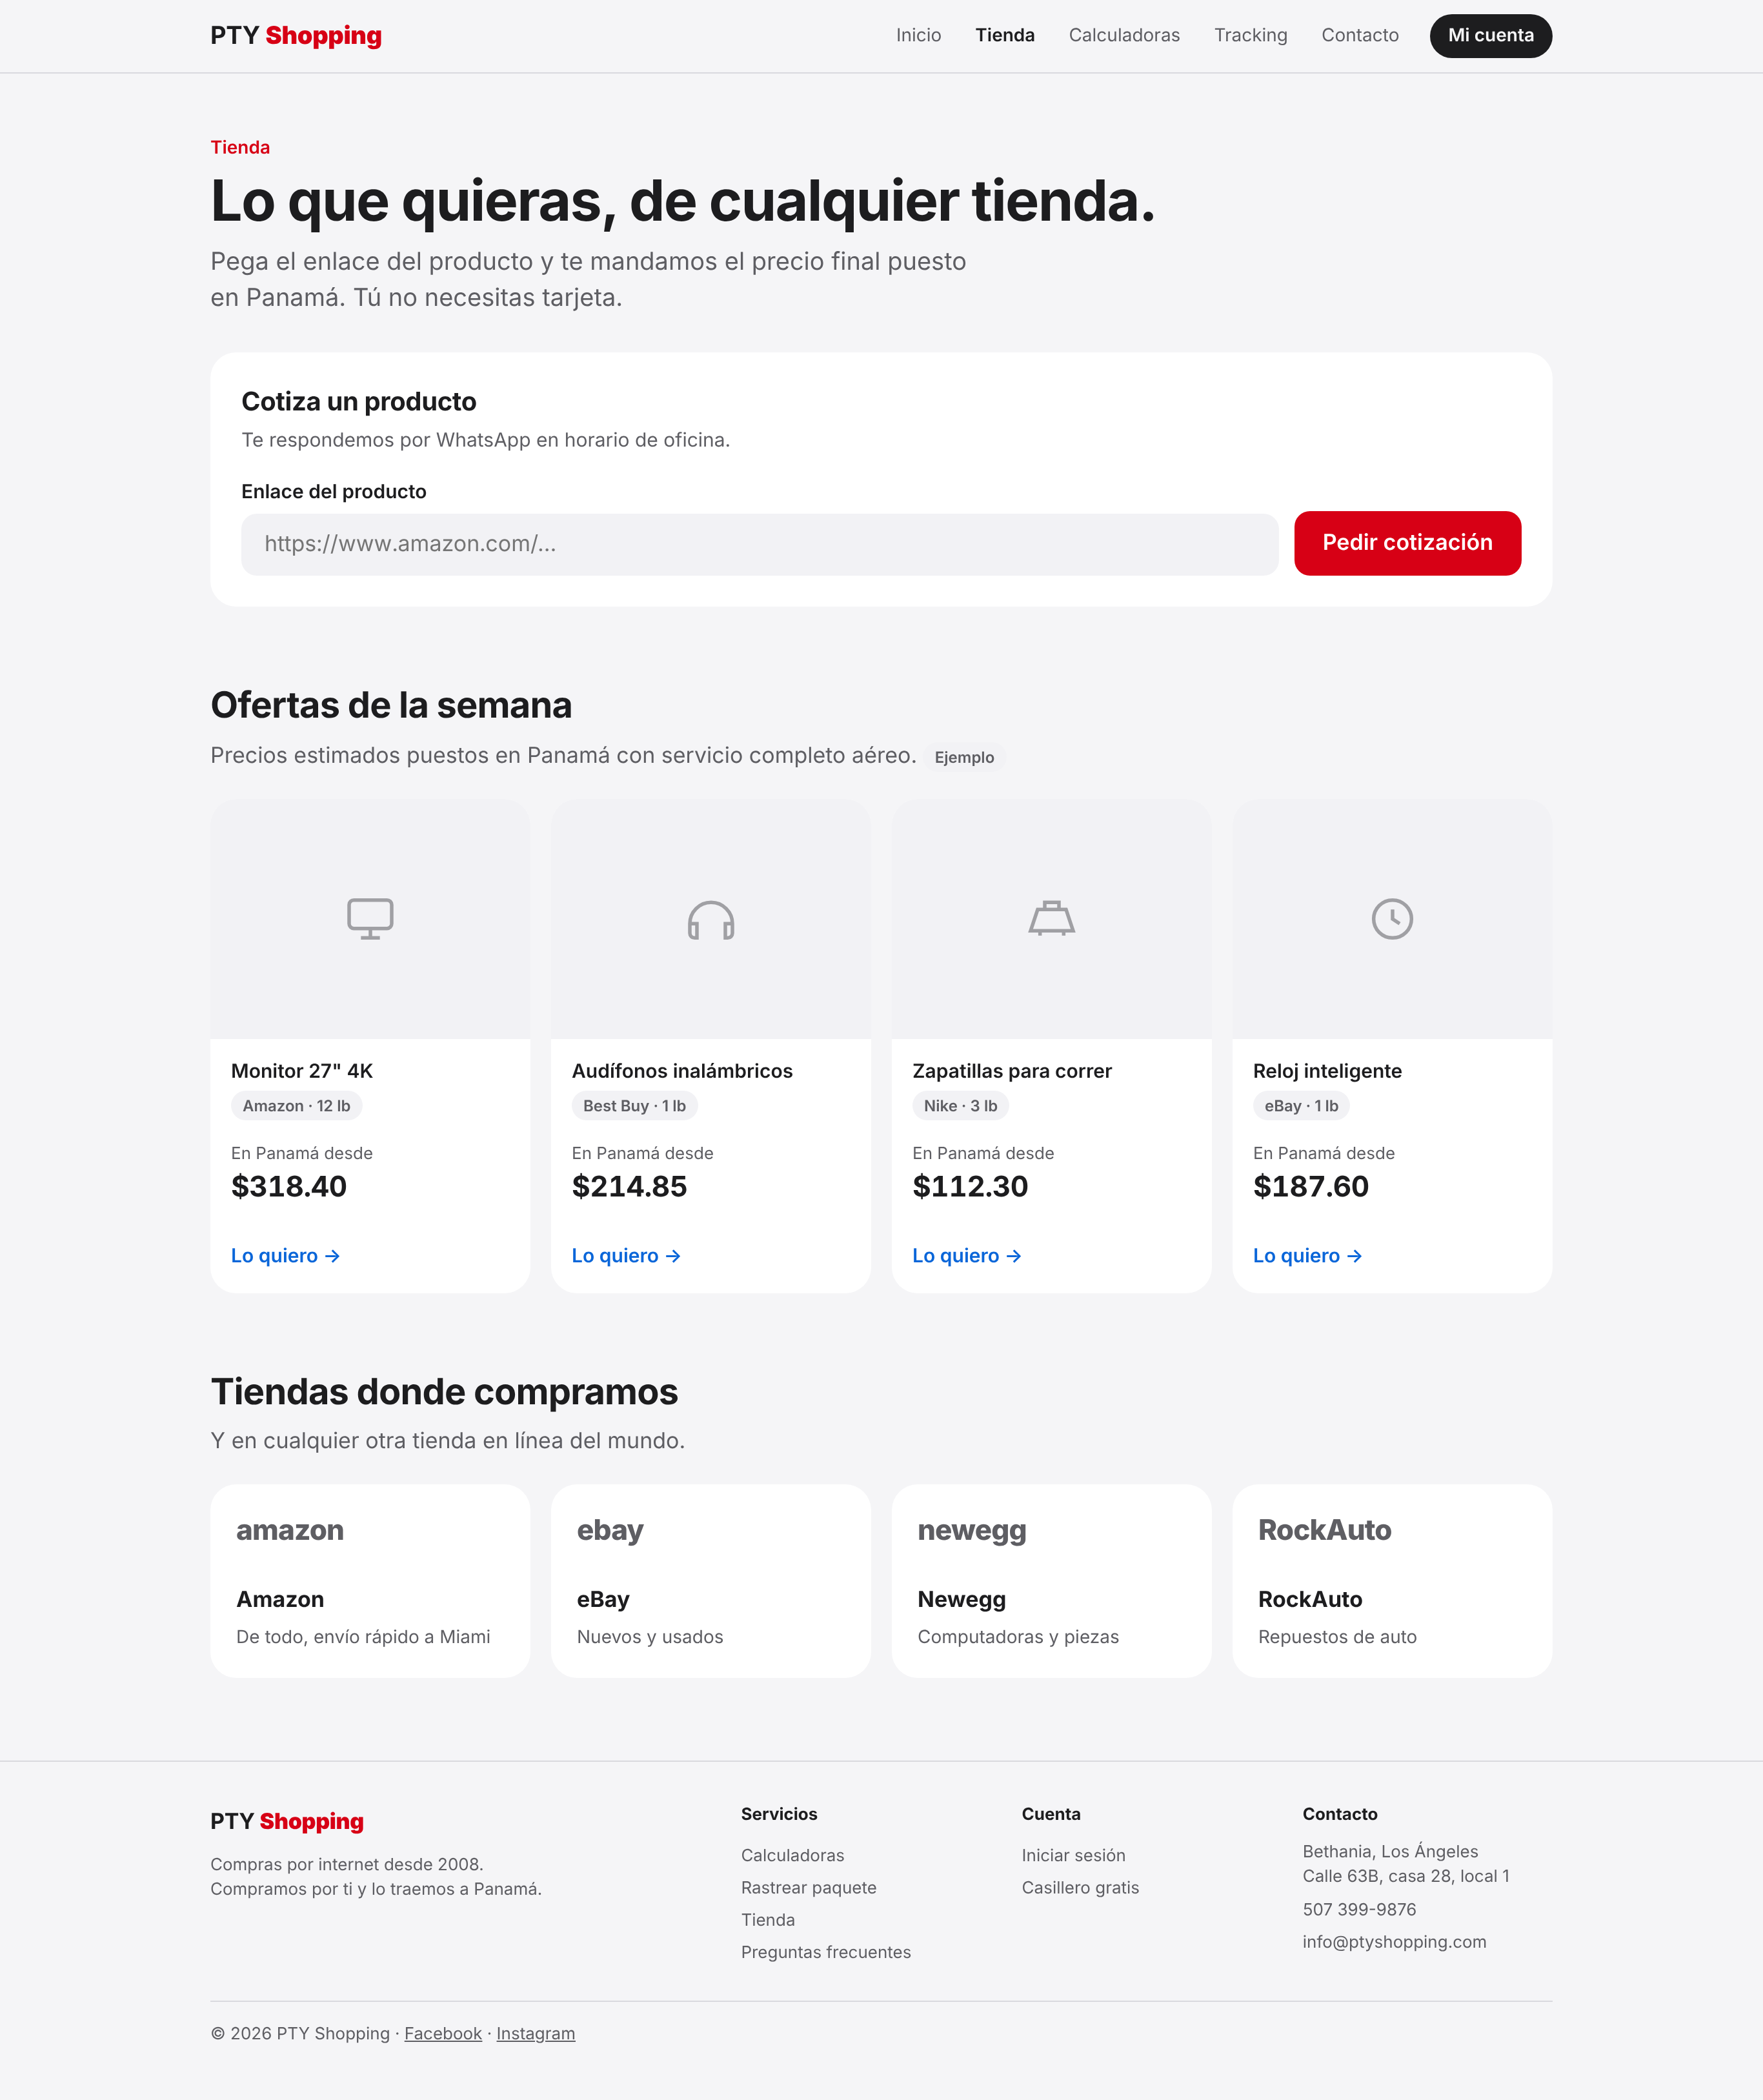 PTY Shopping
Inicio
Tienda
Calculadoras
Tracking
Contacto
Mi cuenta
Tienda
Lo que quieras, de cualquier tienda.
Pega el enlace del producto y te mandamos el precio final puesto
en Panamá. Tú no necesitas tarjeta.
Cotiza un producto
Te respondemos por WhatsApp en horario de oficina.
Enlace del producto
https://www.amazon.com/...
Pedir cotización
Ofertas de la semana
Precios estimados puestos en Panamá con servicio completo aéreo. Ejemplo
Monitor 27" 4K
Amazon · 12 lb
En Panamá desde
$318.40
Lo quiero →
Audífonos inalámbricos
Best Buy · 1 lb
En Panamá desde
$214.85
Lo quiero →
Zapatillas para correr
Nike · 3 lb
En Panamá desde
$112.30
Lo quiero →
Reloj inteligente
eBay · 1 lb
En Panamá desde
$187.60
Lo quiero →
Tiendas donde compramos
Y en cualquier otra tienda en línea del mundo.
amazon
Amazon
De todo, envío rápido a Miami
ebay
eBay
Nuevos y usados
newegg
Newegg
Computadoras y piezas
RockAuto
RockAuto
Repuestos de auto
PTY Shopping
Compras por internet desde 2008.
Compramos por ti y lo traemos a Panamá.
Servicios
Calculadoras
Rastrear paquete
Tienda
Preguntas frecuentes
Cuenta
Iniciar sesión
Casillero gratis
Contacto
Bethania, Los Ángeles
Calle 63B, casa 28, local 1
507 399-9876
info@ptyshopping.com
© 2026 PTY Shopping · Facebook · Instagram